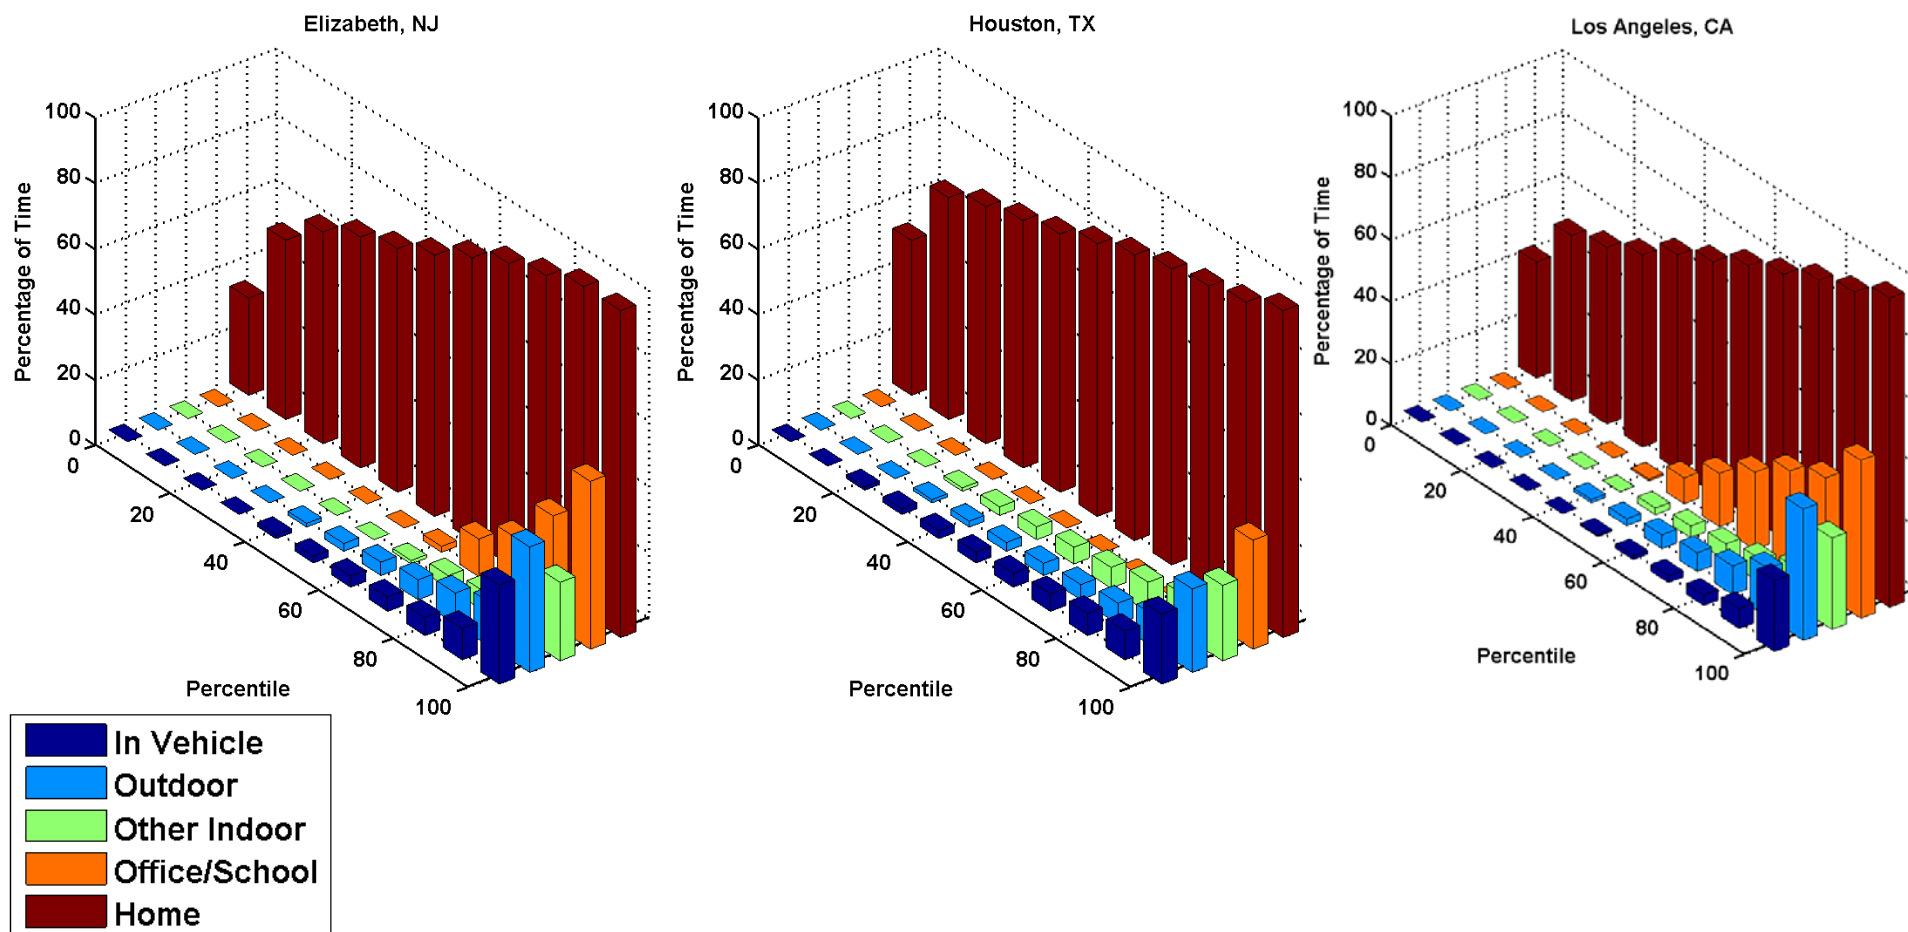 Elizabeth, NJ
Percentage of Time
100
80
60
40
20
0
0
20
40
60
80
100
Percentile
Houston, TX
Percentage of Time
100
80
60
40
20
0
0
20
40
60
80
100
Percentile
Los Angeles, CA
Percentage of Time
100
80
60
40
20
0
0
20
40
60
80
100
Percentile
In Vehicle
Outdoor
Other Indoor
Office/School
Home